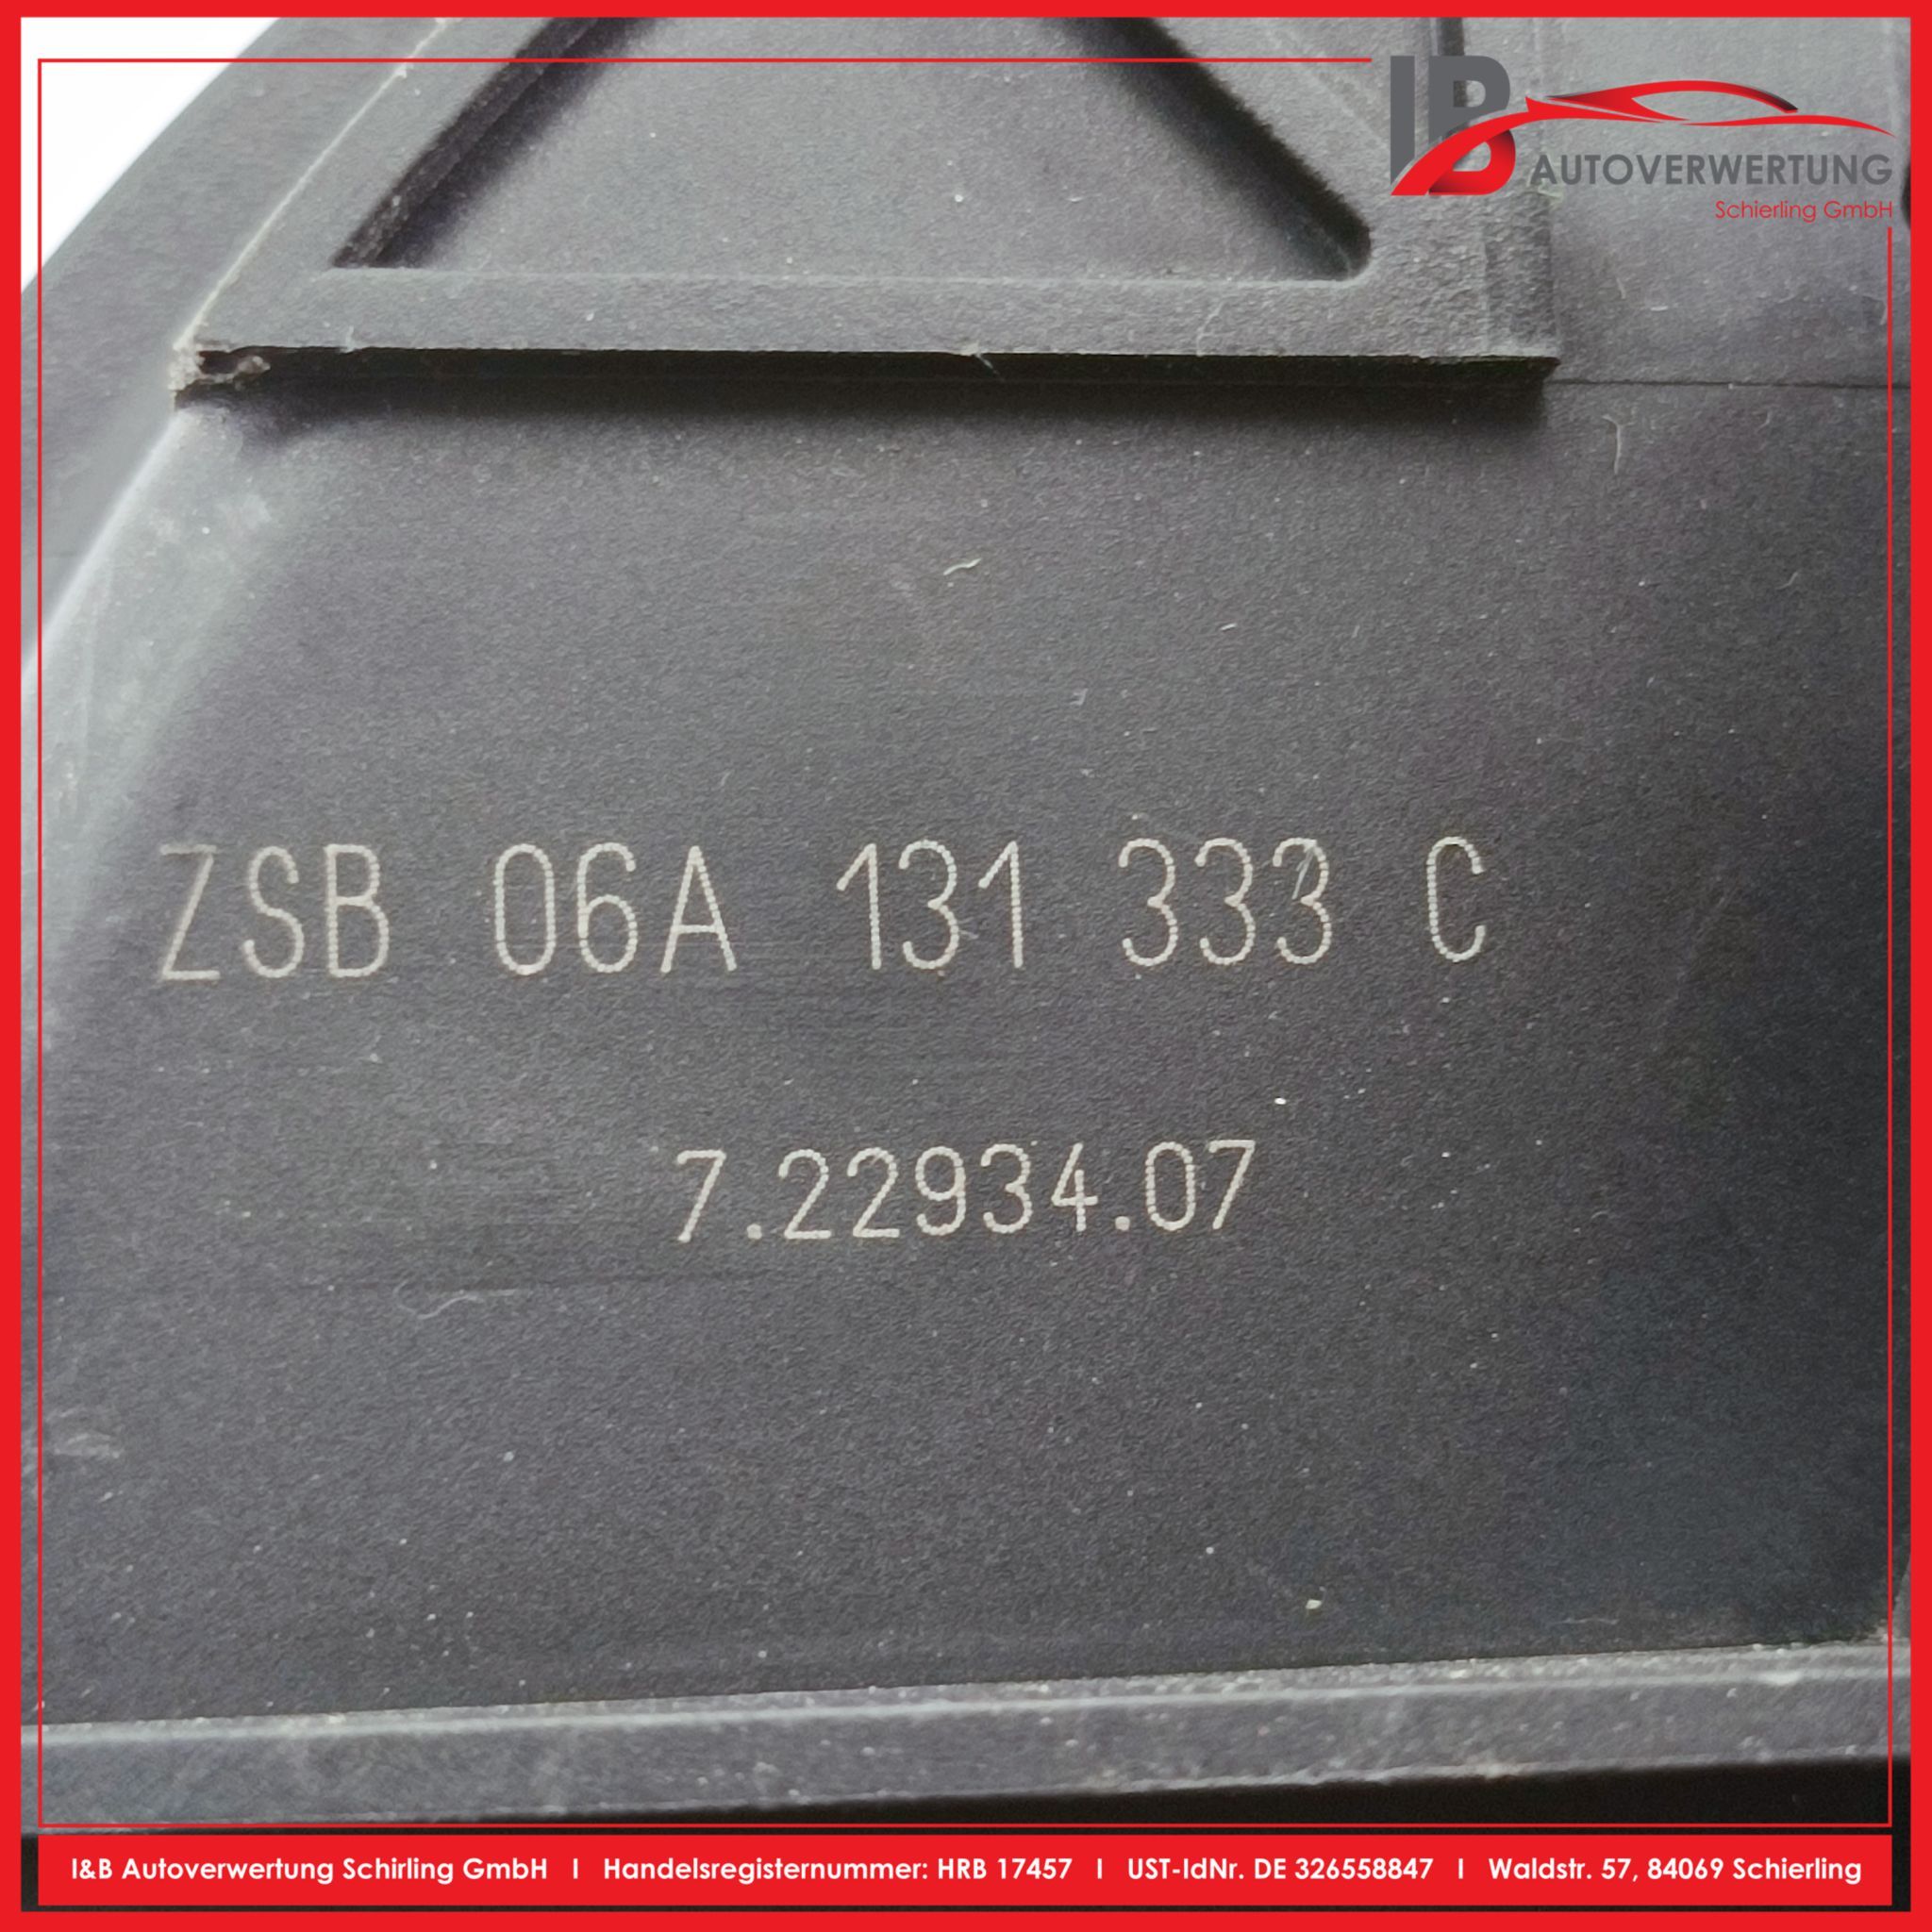 IB
AUTOVERWERTUNG
Schierling GmbH
ZSB 06A 131 333 C
7.22934.07
I&B Autoverwertung Schirling GmbH I Handelsregisternummer: HRB 17457 I UST-IdNr. DE 326558847 I Waldstr. 57, 84069 Schierling